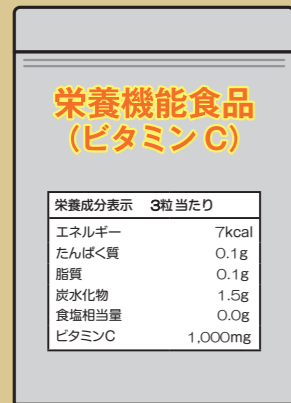 栄養機能食品
(ビタミンC)
栄養成分表示 3粒当たり
エネルギー 7kcal
たんぱく質 0.1g
脂質 0.1g
炭水化物 1.5g
食塩相当量 0.0g
ビタミンC 1,000mg